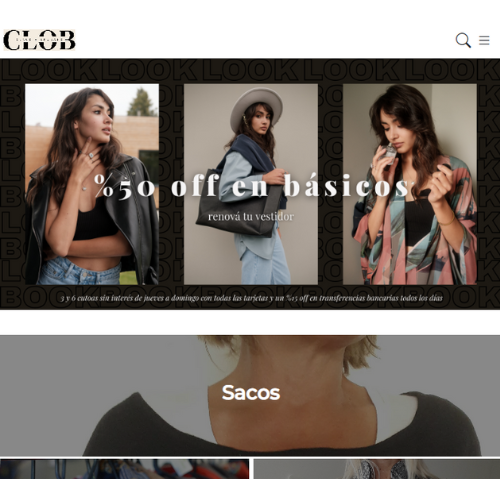 CLOB
LOOK LOOK LOOK LOOK LOOK
%50 off en básicos
renová tu vestidor
3 y 6 cutoas sin interés de jueves a domingo con todas las tarjetas y un %15 off en transferencias bancarias todos los días
Sacos